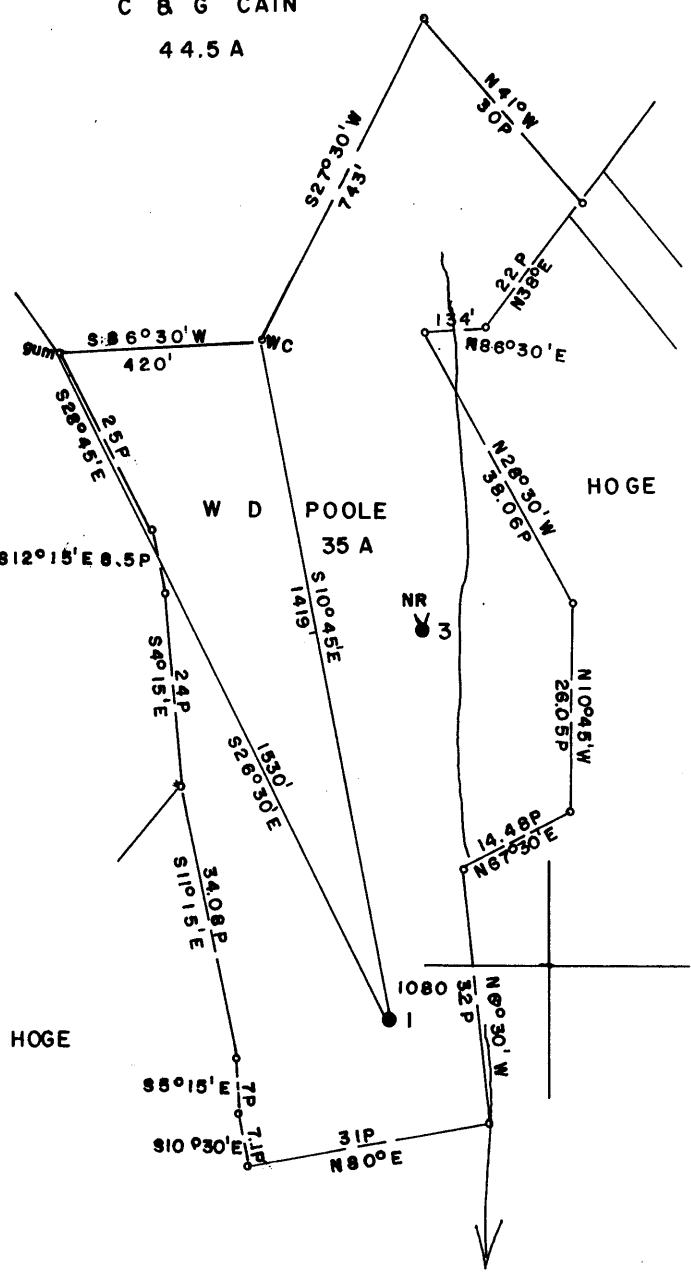 C & G CAIN
44.5 A
N 41° W
30P
S27°30'W
743'
22P
N38°E
134'
N86°30'E
S.86°30'W
420'
gum
WC
25P
S28°45'E
N28°30'W
38.06P
HOGE
W D POOLE
35 A
S12°15'E 8.5P
S10°45'E
1419'
NR
3
24P
S4°15'E
N10°45'W
26.05P
1530'
S26°30'E
14.48P
N67°30'E
34.08P
S11°15'E
1080
1
N6°30'W
32P
HOGE
S5°15'E
7P
S10°30'E
7.1P
31P
N80°E